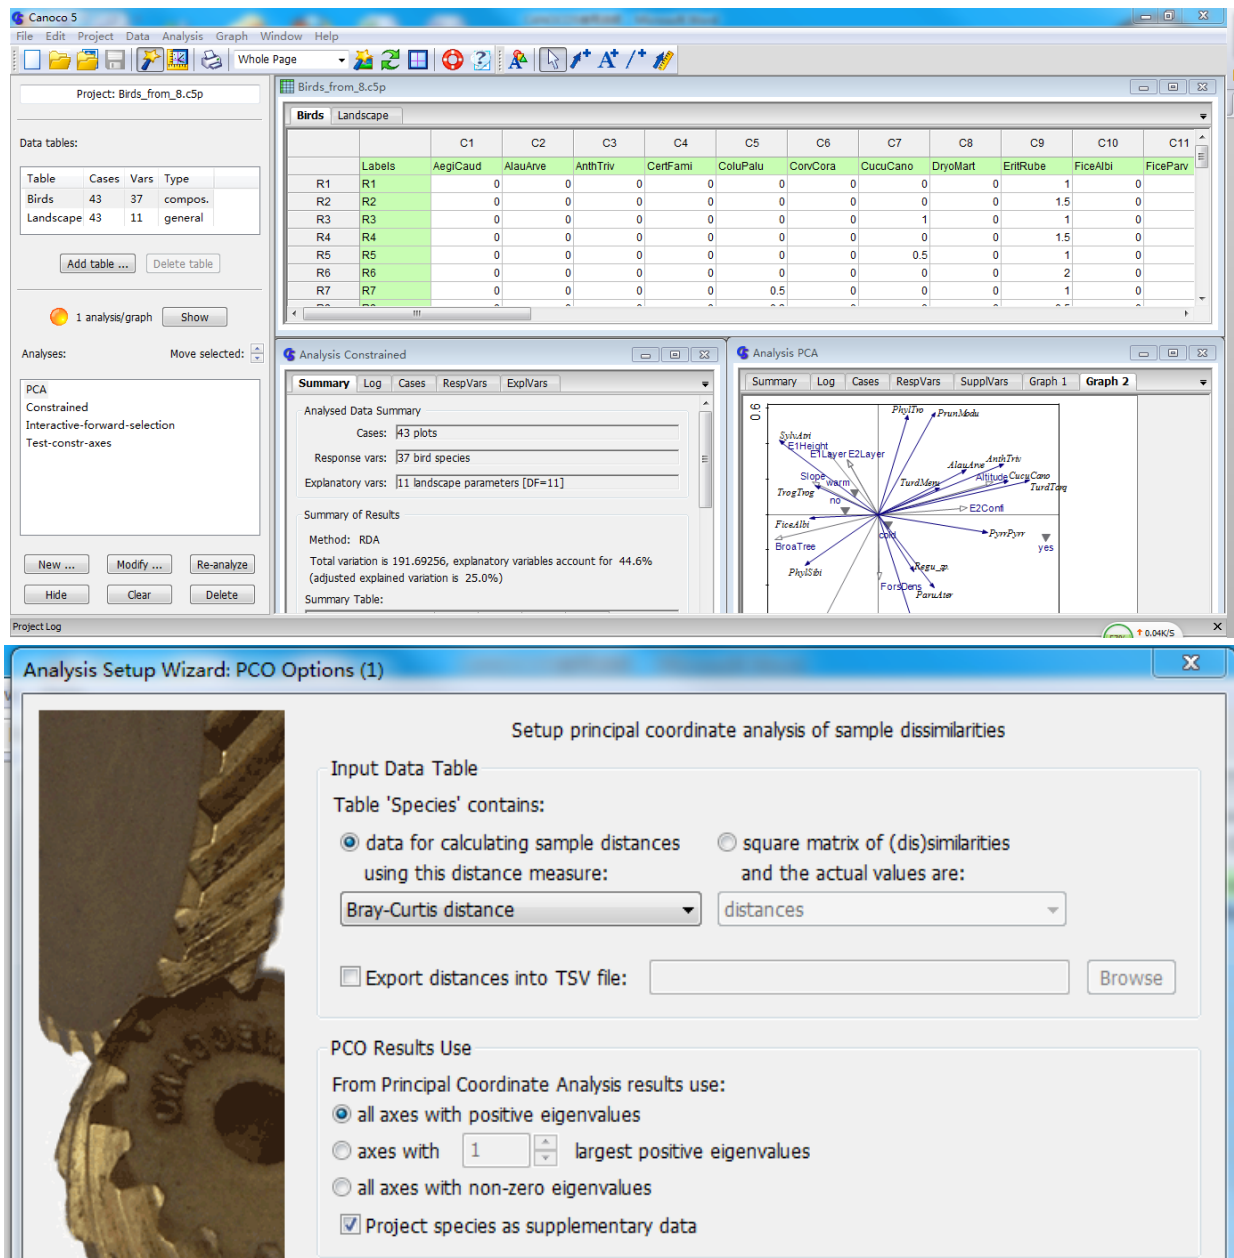 Canoco 5
File Edit Project Data Analysis Graph Window Help
Whole Page
Project: Birds_from_8.c5p
Data tables:
Table Cases Vars Type
Birds 43 37 compos.
Landscape 43 11 general
Add table ... Delete table
1 analysis/graph Show
Analyses: Move selected:
PCA
Constrained
Interactive-forward-selection
Test-constr-axes
New ... Modify ... Re-analyze
Hide Clear Delete
Birds_from_8.c5p
Birds Landscape
C1 C2 C3 C4 C5 C6 C7 C8 C9 C10 C11
Labels AegiCaud AlauArve AnthTriv CertFami ColuPalu CorvCora CucuCano DryoMart EritRube FiceAlbi FiceParv
R1 R1 0 0 0 0 0 0 0 0 1 0
R2 R2 0 0 0 0 0 0 0 0 1.5 0
R3 R3 0 0 0 0 0 0 1 0 1 0
R4 R4 0 0 0 0 0 0 0 0 1.5 0
R5 R5 0 0 0 0 0 0 0.5 0 1 0
R6 R6 0 0 0 0 0 0 0 0 2 0
R7 R7 0 0 0 0 0.5 0 0 0 1 0
Analysis Constrained
Summary Log Cases RespVars ExplVars
Analysed Data Summary
Cases: 43 plots
Response vars: 37 bird species
Explanatory vars: 11 landscape parameters [DF=11]
Summary of Results
Method: RDA
Total variation is 191.69256, explanatory variables account for 44.6%
(adjusted explained variation is 25.0%)
Summary Table:
Analysis PCA
Summary Log Cases RespVars SupplVars Graph 1 Graph 2
0.6
PhylTro PrunModu
SylvAtri
E1Height
E1Layer E2Layer
AlauArve AnthTriv
Slope warm TurdMeru Altitude CucuCano
TrogTrog TurdTorq
no E2Confi
FiceAlbi cold PyrrPyrr
BroaTree yes
PhylSibi Regu_sp.
ForsDens
ParuAter
Project Log
0.04K/S
Analysis Setup Wizard: PCO Options (1)
Setup principal coordinate analysis of sample dissimilarities
Input Data Table
Table 'Species' contains:
data for calculating sample distances square matrix of (dis)similarities
using this distance measure: and the actual values are:
Bray-Curtis distance distances
Export distances into TSV file: Browse
PCO Results Use
From Principal Coordinate Analysis results use:
all axes with positive eigenvalues
axes with 1 largest positive eigenvalues
all axes with non-zero eigenvalues
Project species as supplementary data